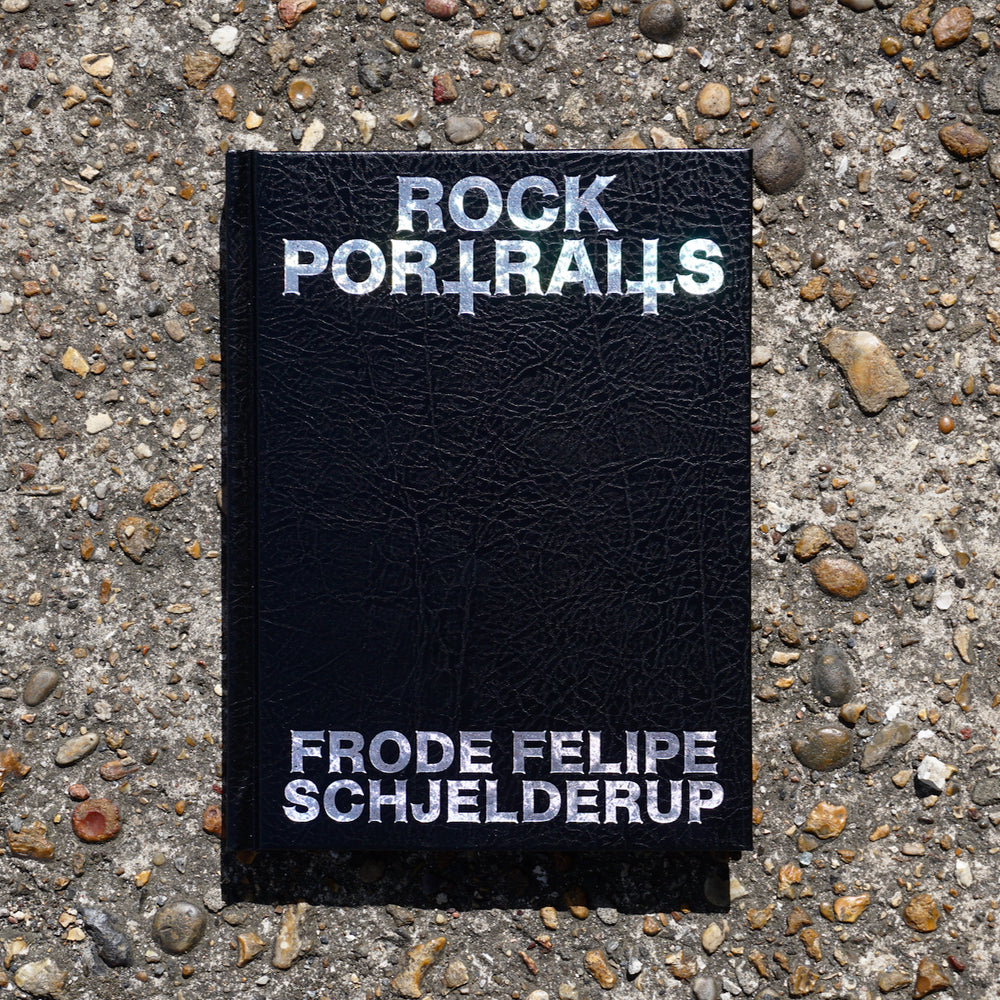 ROCK
PORTRAITS
FRODE FELIPE
SCHJELDERUP